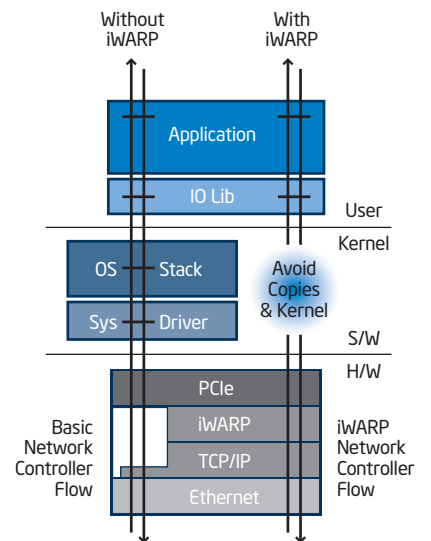 Without
iWARP
With
iWARP
Application
IO Lib
User
Kernel
OS Stack
Avoid
Copies
& Kernel
Sys Driver
S/W
H/W
PCIe
iWARP
TCP/IP
Ethernet
Basic
Network
Controller
Flow
iWARP
Network
Controller
Flow